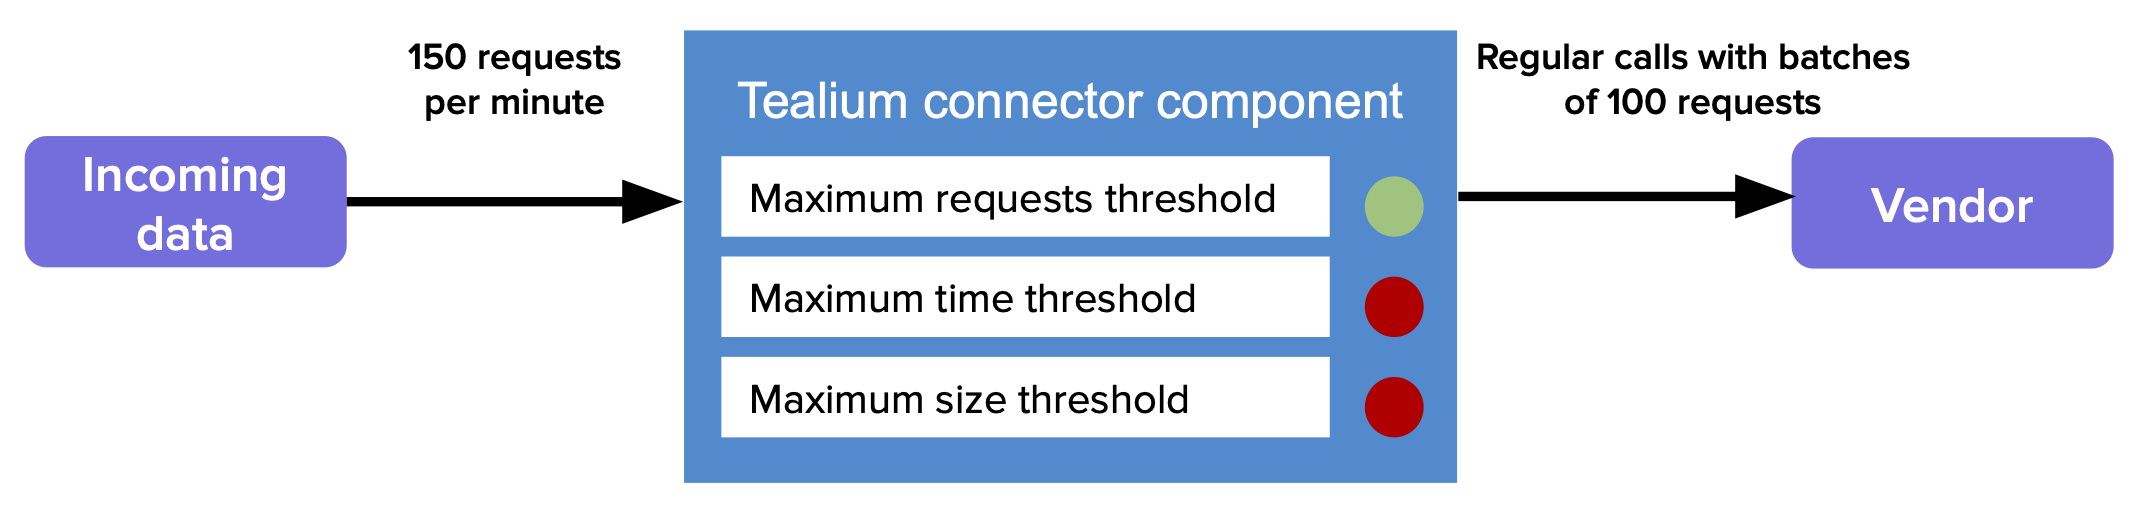 150 requests
per minute
Regular calls with batches
of 100 requests
Tealium connector component
Incoming
data
Maximum requests threshold
Maximum time threshold
Maximum size threshold
Vendor